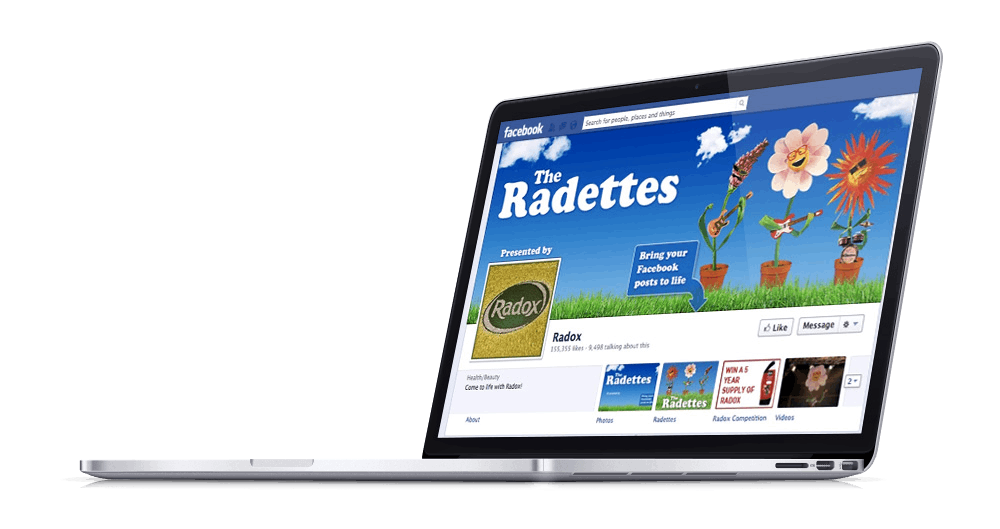 facebook
Search for people, places and things
The
Radettes
Presented by
Bring your
Facebook
posts to life
Radox
Radox
155,355 likes · 9,498 talking about this
Like
Message
Health/Beauty
Come to life with Radox!
About
The
Radettes
Photos
Radettes
Radettes
WIN A 5
YEAR
SUPPLY OF
RADOX
Radox Competition
Videos
2